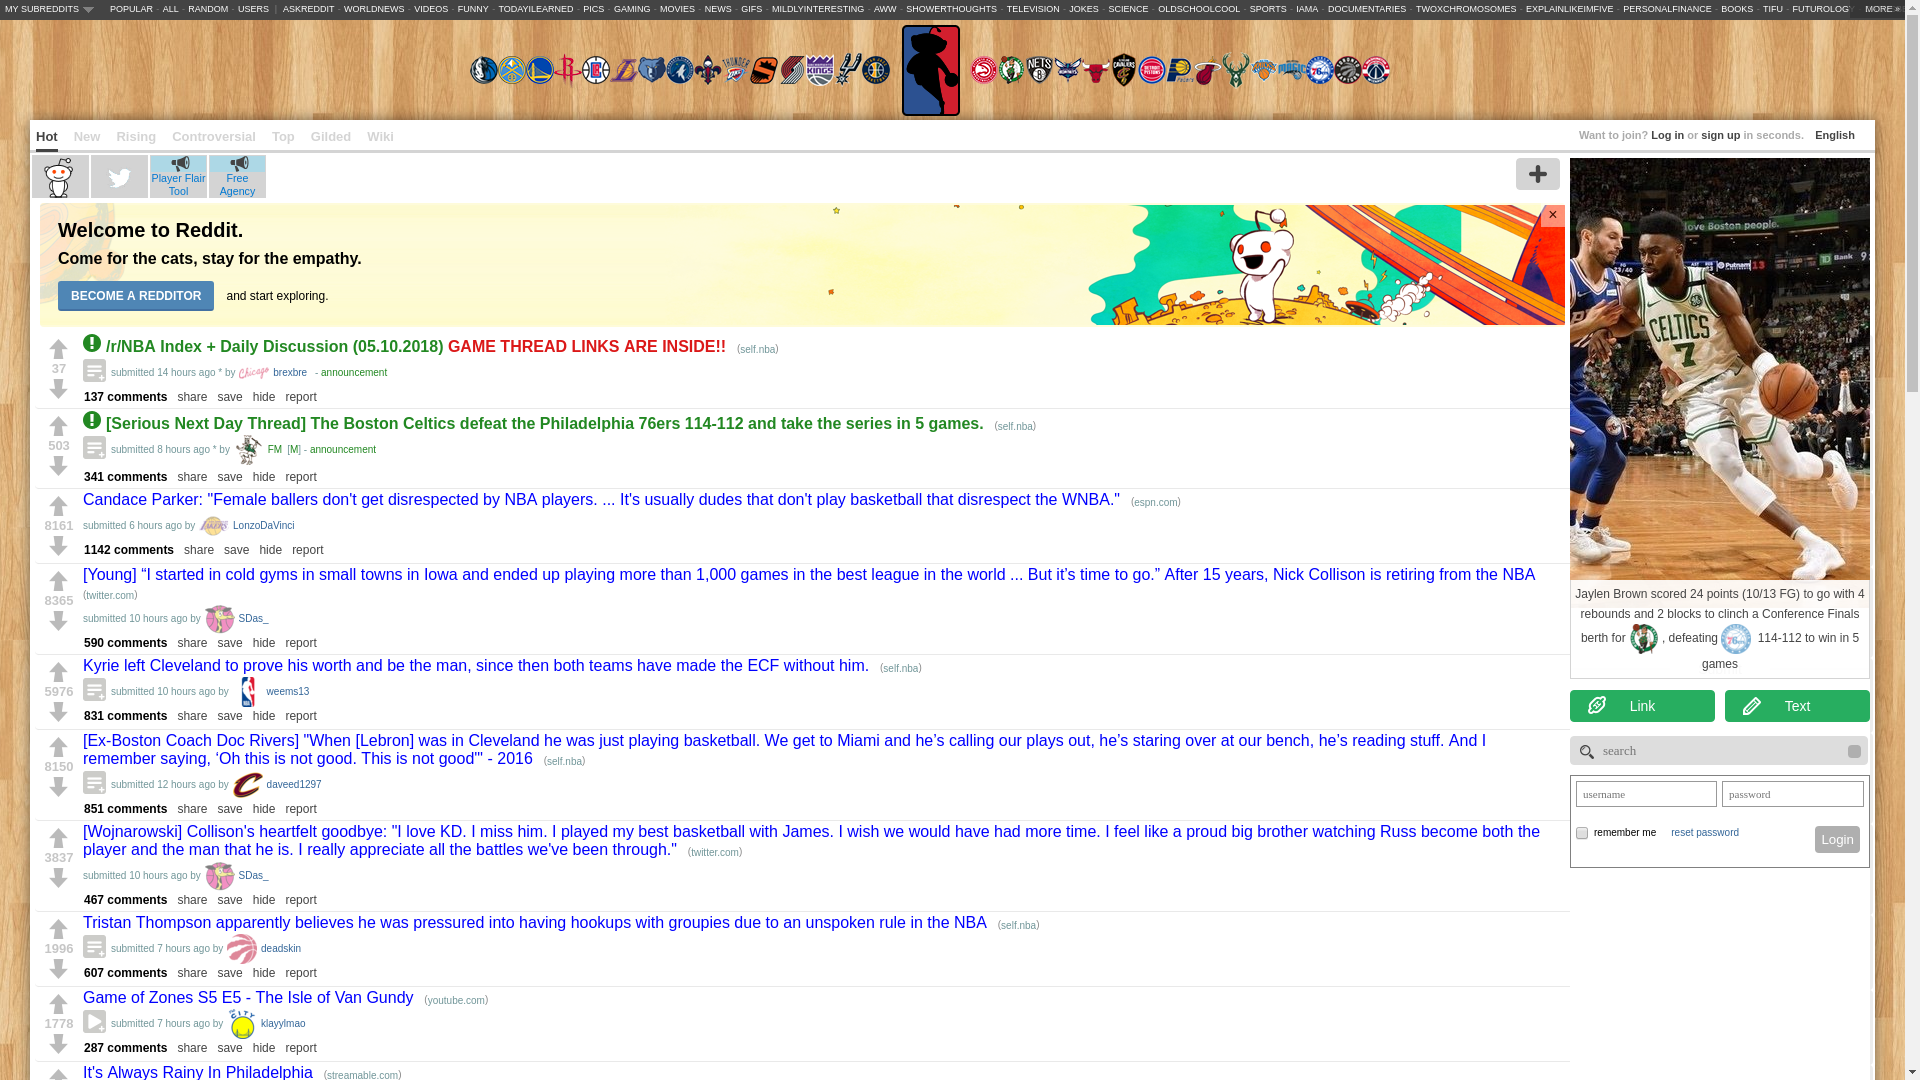 MY SUBREDDITS POPULAR - ALL - RANDOM - USERS | ASKREDDIT - WORLDNEWS - VIDEOS - FUNNY - TODAYILEARNED - PICS - GAMING - MOVIES - NEWS - GIFS - MILDLYINTERESTING - AWW - SHOWERTHOUGHTS - TELEVISION - JOKES - SCIENCE - OLDSCHOOLCOOL - SPORTS - IAMA - DOCUMENTARIES - TWOXCHROMOSOMES - EXPLAINLIKEIMFIVE - PERSONALFINANCE - BOOKS - TIFU - FUTUROLOGY MORE »
Hot New Rising Controversial Top Gilded Wiki
Want to join? Log in or sign up in seconds. English
Player Flair Tool
Free Agency
Welcome to Reddit.
Come for the cats, stay for the empathy.
BECOME A REDDITOR and start exploring.
×
/r/NBA Index + Daily Discussion (05.10.2018) GAME THREAD LINKS ARE INSIDE!! (self.nba)
37
submitted 14 hours ago * by Chicago brexbre - announcement
137 comments share save hide report
[Serious Next Day Thread] The Boston Celtics defeat the Philadelphia 76ers 114-112 and take the series in 5 games. (self.nba)
503
submitted 8 hours ago * by FM [M] - announcement
341 comments share save hide report
Candace Parker: "Female ballers don't get disrespected by NBA players. ... It's usually dudes that don't play basketball that disrespect the WNBA." (espn.com)
8161
submitted 6 hours ago by LonzoDaVinci
1142 comments share save hide report
[Young] “I started in cold gyms in small towns in Iowa and ended up playing more than 1,000 games in the best league in the world ... But it’s time to go.” After 15 years, Nick Collison is retiring from the NBA
(twitter.com)
8365
submitted 10 hours ago by SDas_
590 comments share save hide report
Kyrie left Cleveland to prove his worth and be the man, since then both teams have made the ECF without him. (self.nba)
5976
submitted 10 hours ago by weems13
831 comments share save hide report
[Ex-Boston Coach Doc Rivers] "When [Lebron] was in Cleveland he was just playing basketball. We get to Miami and he’s calling our plays out, he’s staring over at our bench, he’s reading stuff. And I
remember saying, ‘Oh this is not good. This is not good’" - 2016 (self.nba)
8150
submitted 12 hours ago by daveed1297
851 comments share save hide report
[Wojnarowski] Collison's heartfelt goodbye: "I love KD. I miss him. I played my best basketball with James. I wish we would have had more time. I feel like a proud big brother watching Russ become both the
player and the man that he is. I really appreciate all the battles we've been through." (twitter.com)
3837
submitted 10 hours ago by SDas_
467 comments share save hide report
Tristan Thompson apparently believes he was pressured into having hookups with groupies due to an unspoken rule in the NBA (self.nba)
1996
submitted 7 hours ago by deadskin
607 comments share save hide report
Game of Zones S5 E5 - The Isle of Van Gundy (youtube.com)
1778
submitted 7 hours ago by klayylmao
287 comments share save hide report
It's Always Rainy In Philadelphia (streamable.com)
CELTICS
7
Jaylen Brown scored 24 points (10/13 FG) to go with 4
rebounds and 2 blocks to clinch a Conference Finals
berth for , defeating 114-112 to win in 5
games
Link Text
search
username password
remember me reset password Login